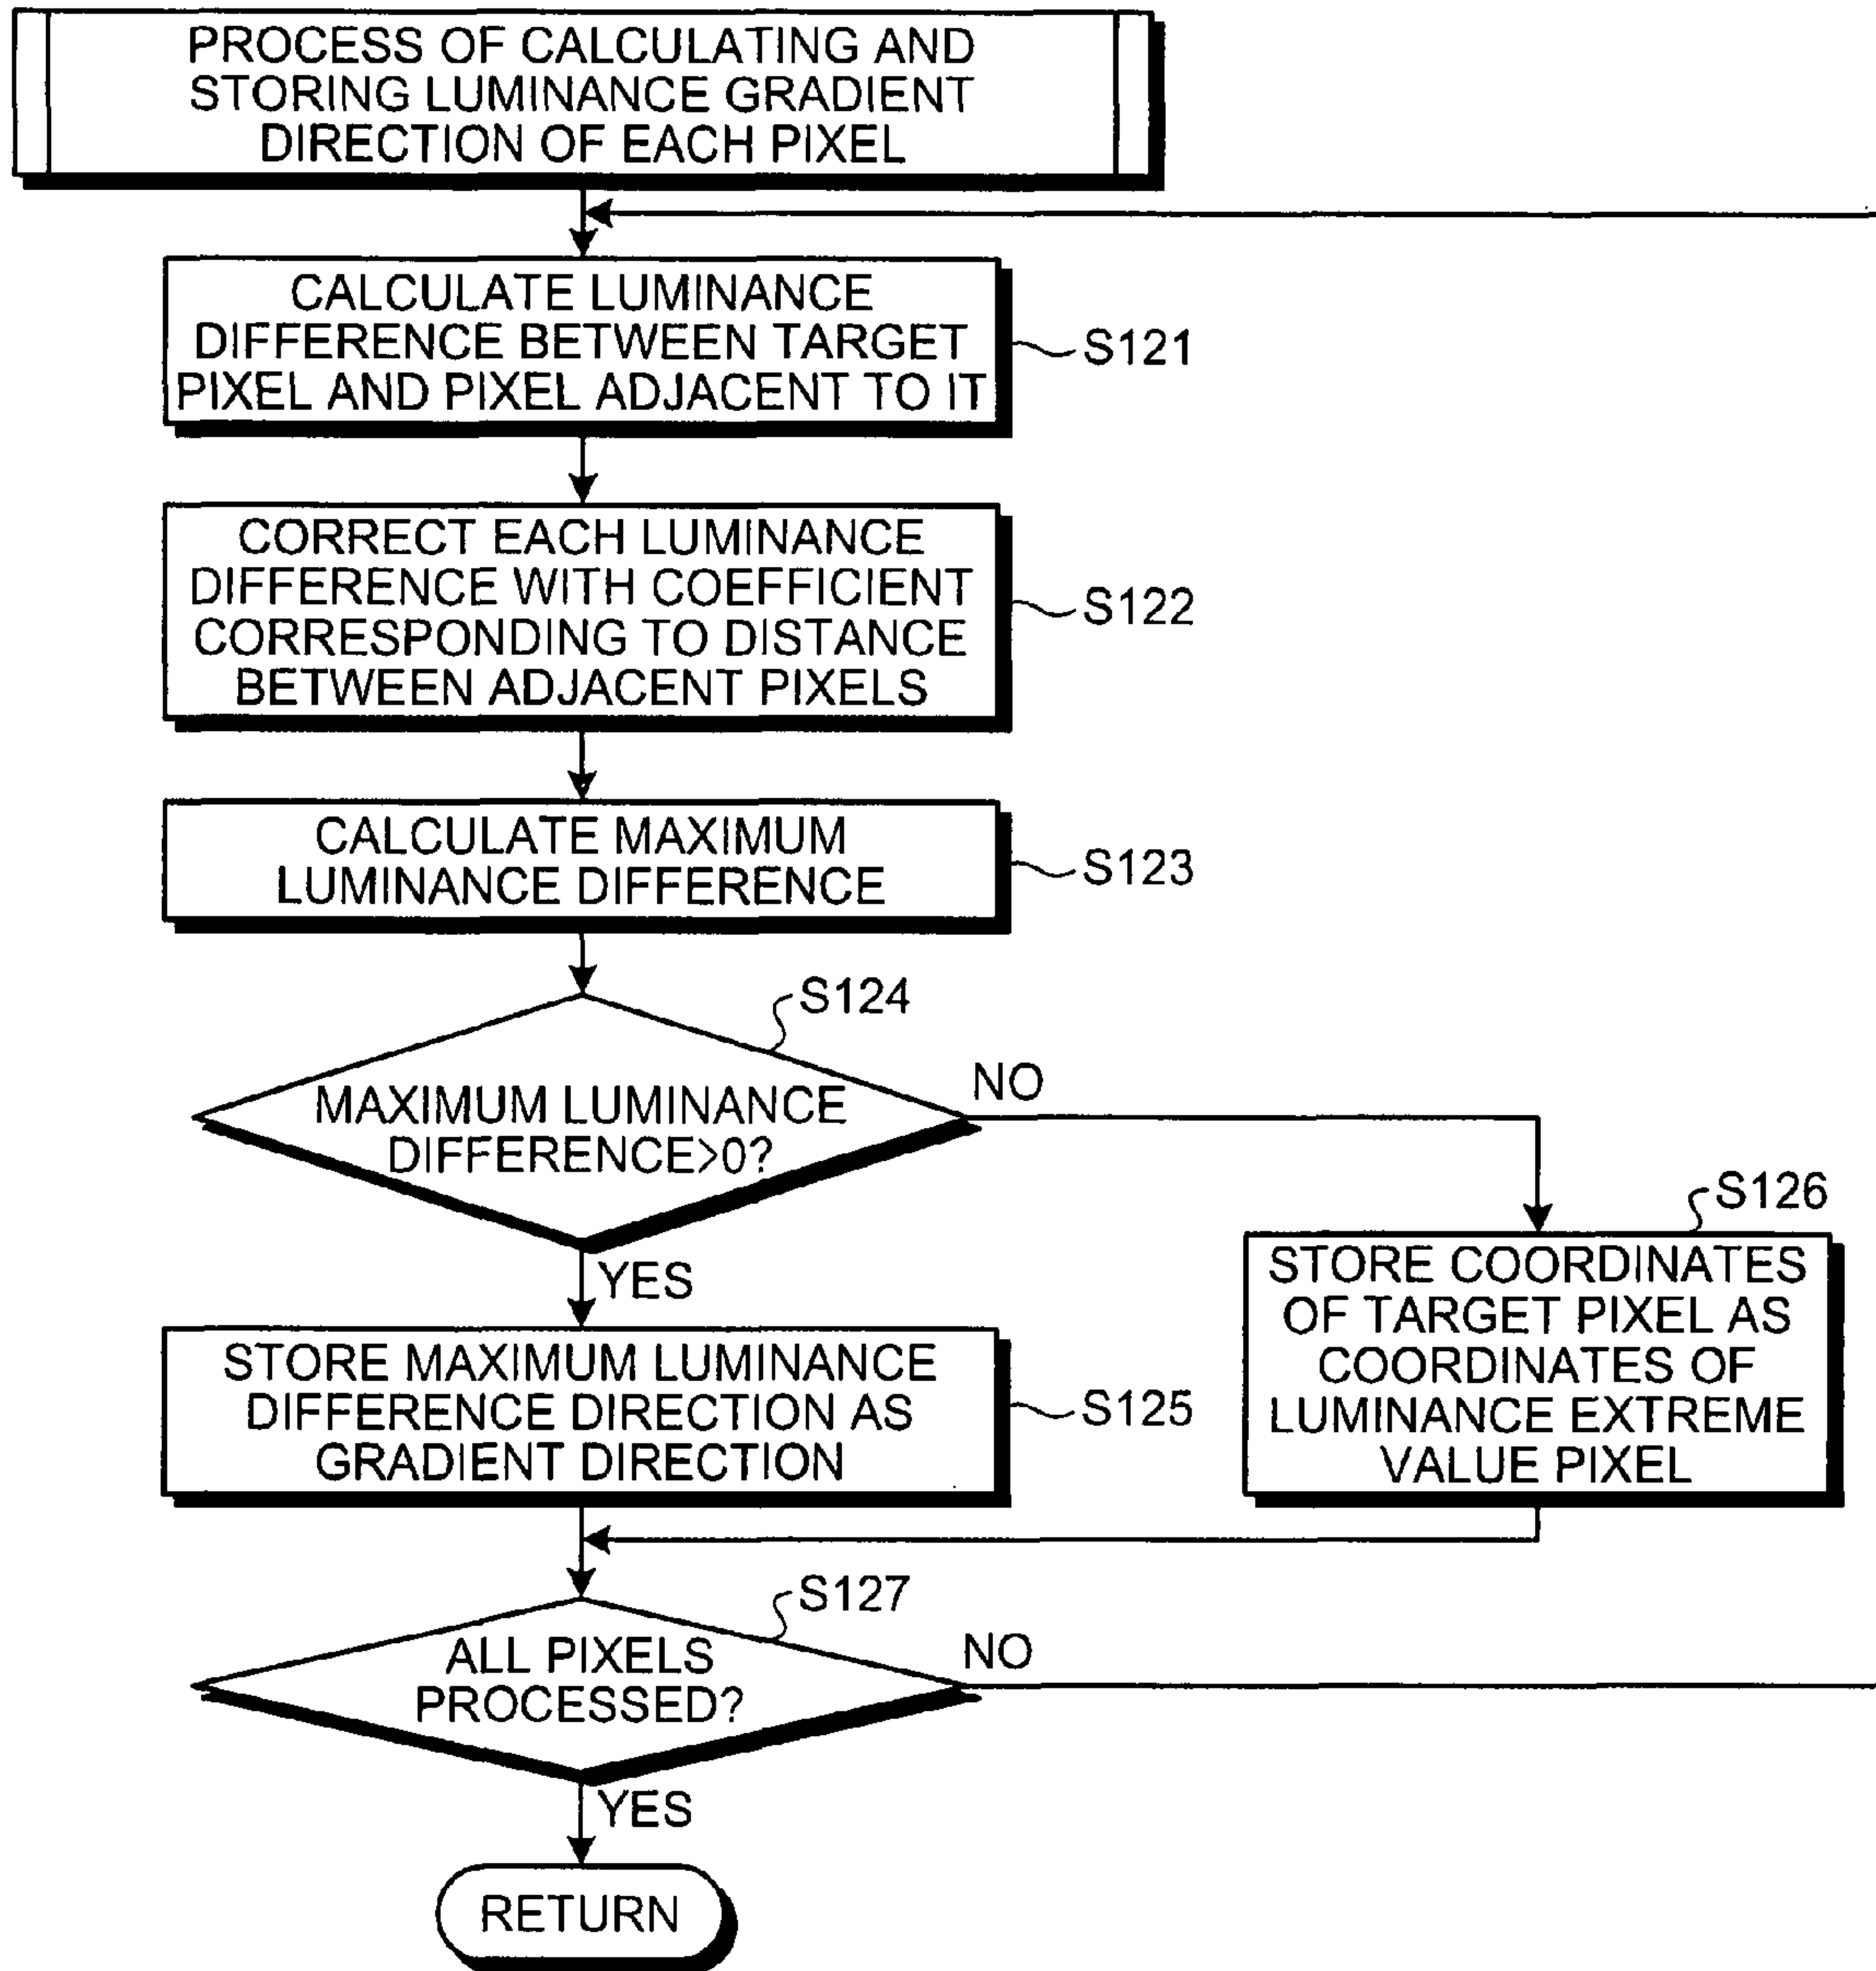 PROCESS OF CALCULATING AND
STORING LUMINANCE GRADIENT
DIRECTION OF EACH PIXEL
CALCULATE LUMINANCE
DIFFERENCE BETWEEN TARGET
PIXEL AND PIXEL ADJACENT TO IT
S121
CORRECT EACH LUMINANCE
DIFFERENCE WITH COEFFICIENT
CORRESPONDING TO DISTANCE
BETWEEN ADJACENT PIXELS
S122
CALCULATE MAXIMUM
LUMINANCE DIFFERENCE
S123
S124
MAXIMUM LUMINANCE
DIFFERENCE>0?
NO
YES
S126
STORE COORDINATES
OF TARGET PIXEL AS
COORDINATES OF
LUMINANCE EXTREME
VALUE PIXEL
STORE MAXIMUM LUMINANCE
DIFFERENCE DIRECTION AS
GRADIENT DIRECTION
S125
S127
ALL PIXELS
PROCESSED?
NO
YES
RETURN